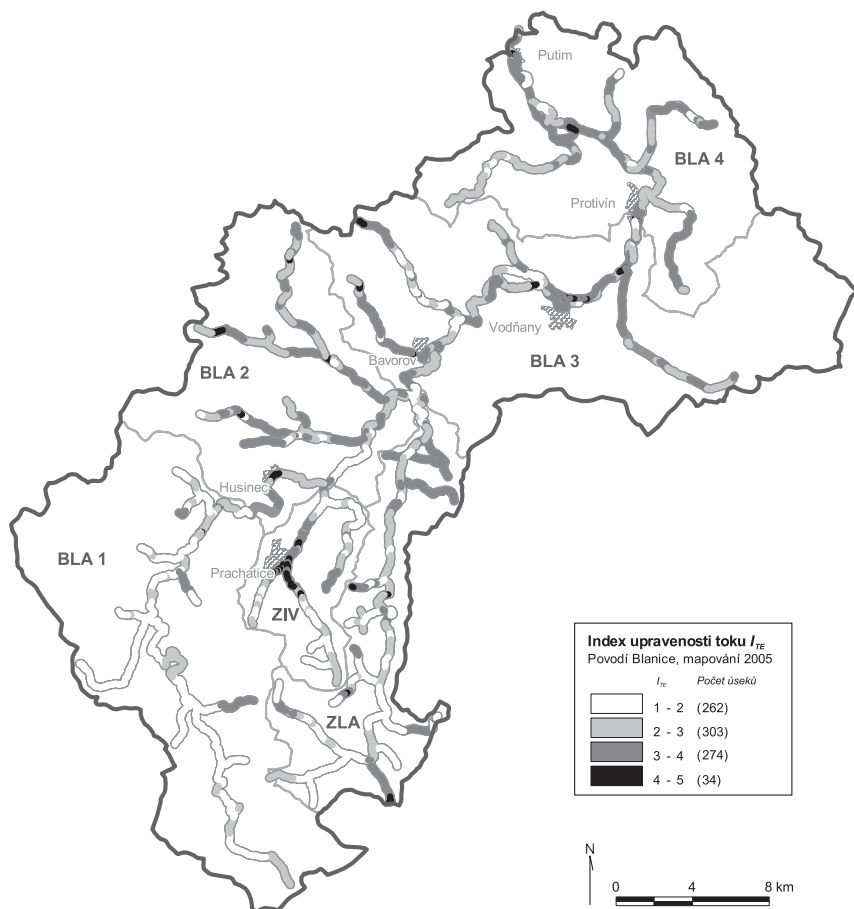 Putim
BLA 4
Protivín
Vodňany
BLA 3
Bavorov
BLA 2
Husinec
BLA 1
Prachatice
ZIV
ZLA
Index upravenosti toku I_TE
Povodí Blanice, mapování 2005
I_TE Počet úseků
1 - 2 (262)
2 - 3 (303)
3 - 4 (274)
4 - 5 (34)
N
0 4 8 km